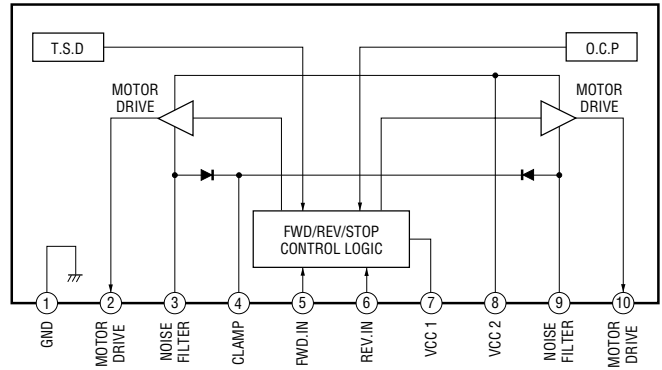 T.S.D
O.C.P
MOTOR
DRIVE
MOTOR
DRIVE
FWD/REV/STOP
CONTROL LOGIC
1
2
3
4
5
6
7
8
9
10
GND
MOTOR
DRIVE
NOISE
FILTER
CLAMP
FWD.IN
REV.IN
VCC 1
VCC 2
NOISE
FILTER
MOTOR
DRIVE